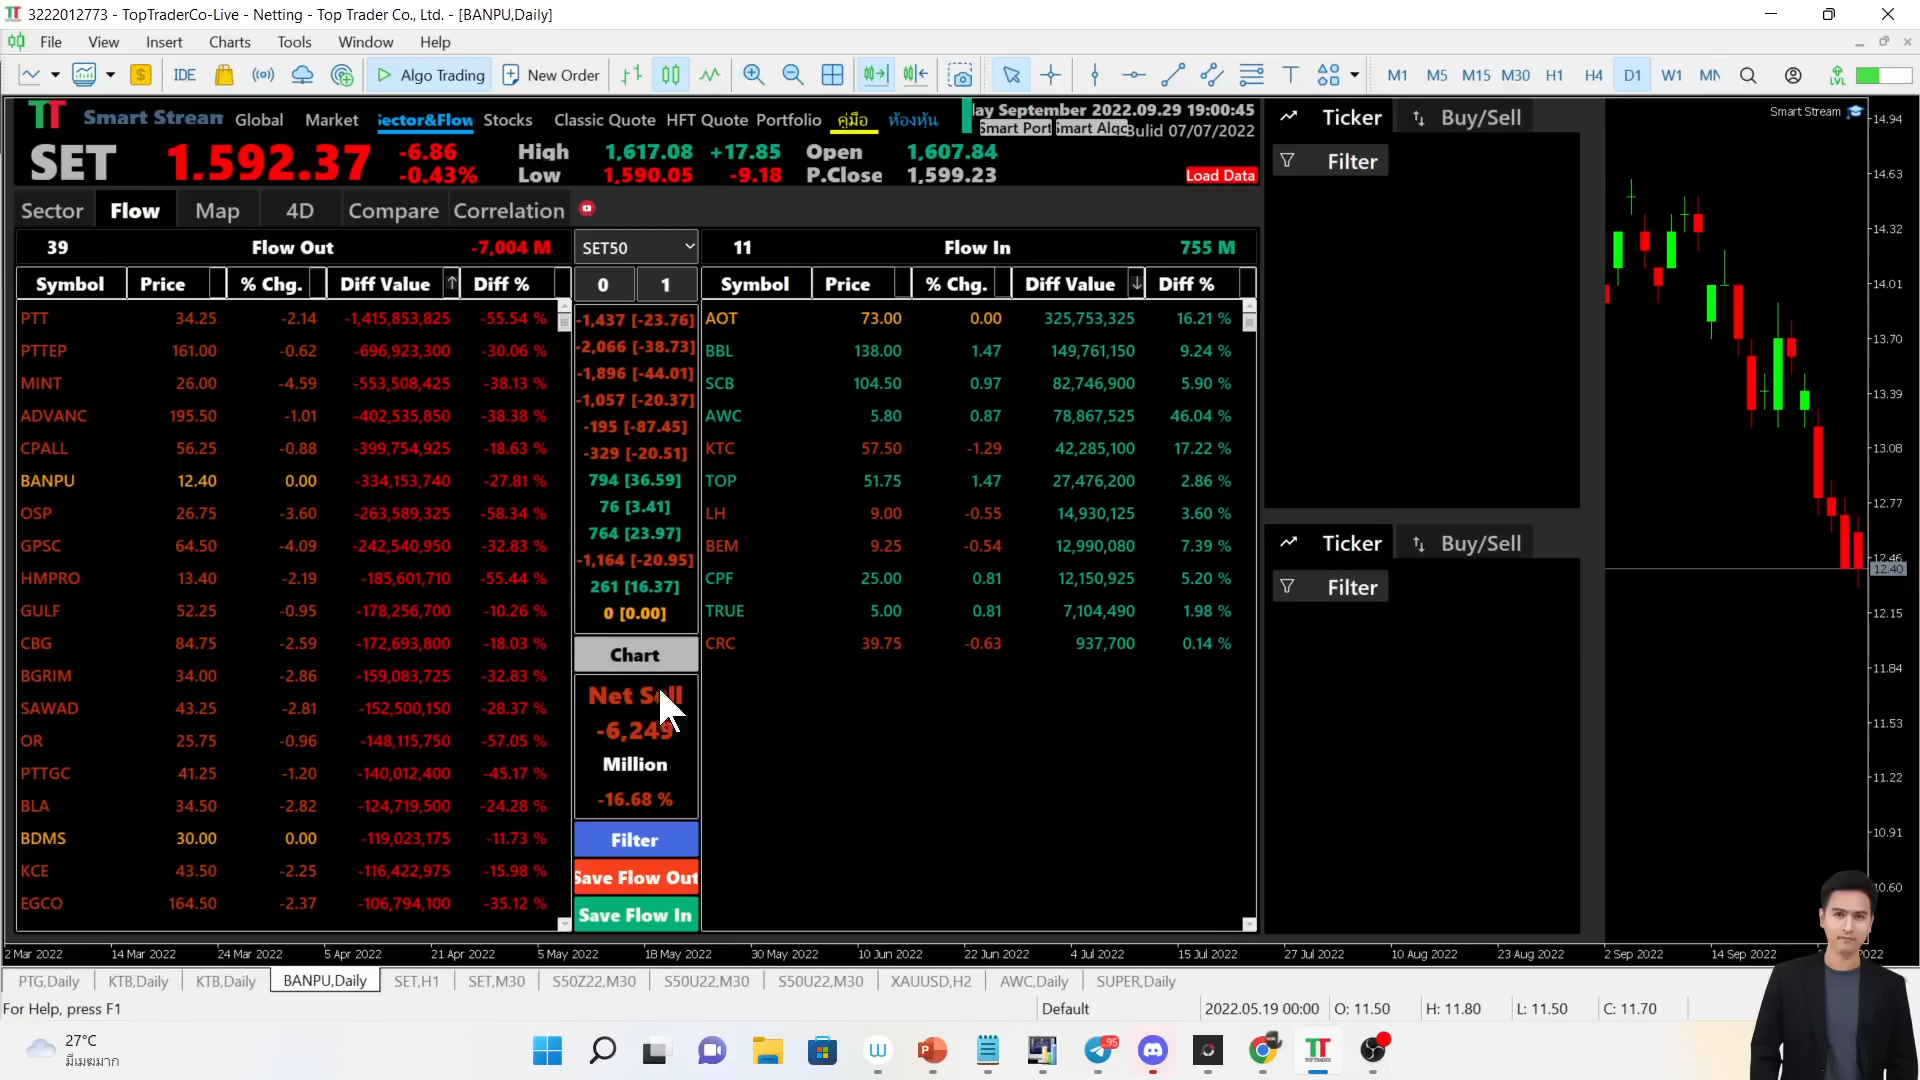 3222012773 - TopTraderCo-Live - Netting - Top Trader Co., Ltd. - [BANPU,Daily]
File View Insert Charts Tools Window Help
IDE Algo Trading New Order M1 M5 M15 M30 H1 H4 D1 W1 MN LVL
TT Smart Stream Global Market Sector&Flow Stocks Classic Quote HFT Quote Portfolio คู่มือ ห้องหุ้น
ay September 2022.09.29 19:00:45
Smart Port Smart Algo Bulid 07/07/2022
SET 1,592.37 -6.86 -0.43%
High 1,617.08 +17.85 Open 1,607.84
Low 1,590.05 -9.18 P.Close 1,599.23
Load Data
Sector Flow Map 4D Compare Correlation
39 Flow Out -7,004 M SET50 11 Flow In 755 M
Symbol Price % Chg. Diff Value Diff % 0 1 Symbol Price % Chg. Diff Value Diff %
PTT 34.25 -2.14 -1,415,853,825 -55.54 %
PTTEP 161.00 -0.62 -696,923,300 -30.06 %
MINT 26.00 -4.59 -553,508,425 -38.13 %
ADVANC 195.50 -1.01 -402,535,850 -38.38 %
CPALL 56.25 -0.88 -399,754,925 -18.63 %
BANPU 12.40 0.00 -334,153,740 -27.81 %
OSP 26.75 -3.60 -263,589,325 -58.34 %
GPSC 64.50 -4.09 -242,540,950 -32.83 %
HMPRO 13.40 -2.19 -185,601,710 -55.44 %
GULF 52.25 -0.95 -178,256,700 -10.26 %
CBG 84.75 -2.59 -172,693,800 -18.03 %
BGRIM 34.00 -2.86 -159,083,725 -32.83 %
SAWAD 43.25 -2.81 -152,500,150 -28.37 %
OR 25.75 -0.96 -148,115,750 -57.05 %
PTTGC 41.25 -1.20 -140,012,400 -45.17 %
BLA 34.50 -2.82 -124,719,500 -24.28 %
BDMS 30.00 0.00 -119,023,175 -11.73 %
KCE 43.50 -2.25 -116,422,975 -15.98 %
EGCO 164.50 -2.37 -106,794,100 -35.12 %
-1,437 [-23.76]
-2,066 [-38.73]
-1,896 [-44.01]
-1,057 [-20.37]
-195 [-87.45]
-329 [-20.51]
794 [36.59]
76 [3.41]
764 [23.97]
-1,164 [-20.95]
261 [16.37]
0 [0.00]
Chart
Net Sell
-6,249
Million
-16.68 %
Filter
Save Flow Out
Save Flow In
AOT 73.00 0.00 325,753,325 16.21 %
BBL 138.00 1.47 149,761,150 9.24 %
SCB 104.50 0.97 82,746,900 5.90 %
AWC 5.80 0.87 78,867,525 46.04 %
KTC 57.50 -1.29 42,285,100 17.22 %
TOP 51.75 1.47 27,476,200 2.86 %
LH 9.00 -0.55 14,930,125 3.60 %
BEM 9.25 -0.54 12,990,080 7.39 %
CPF 25.00 0.81 12,150,925 5.20 %
TRUE 5.00 0.81 7,104,490 1.98 %
CRC 39.75 -0.63 937,700 0.14 %
Ticker Buy/Sell
Filter
Ticker Buy/Sell
Filter
Smart Stream
14.94
14.63
14.32
14.01
13.70
13.39
13.08
12.77
12.46
12.40
12.15
11.84
11.53
11.22
10.91
10.60
2 Mar 2022 14 Mar 2022 24 Mar 2022 5 Apr 2022 21 Apr 2022 5 May 2022 18 May 2022 30 May 2022 10 Jun 2022 22 Jun 2022 4 Jul 2022 15 Jul 2022 27 Jul 2022 10 Aug 2022 23 Aug 2022 2 Sep 2022 14 Sep 2022 2022
PTG,Daily KTB,Daily KTB,Daily BANPU,Daily SET,H1 SET,M30 S50Z22,M30 S50U22,M30 S50U22,M30 XAUUSD,H2 AWC,Daily SUPER,Daily
For Help, press F1 Default 2022.05.19 00:00 O: 11.50 H: 11.80 L: 11.50 C: 11.70
27°C
มีเมฆมาก
95
TT
TOP TRADER